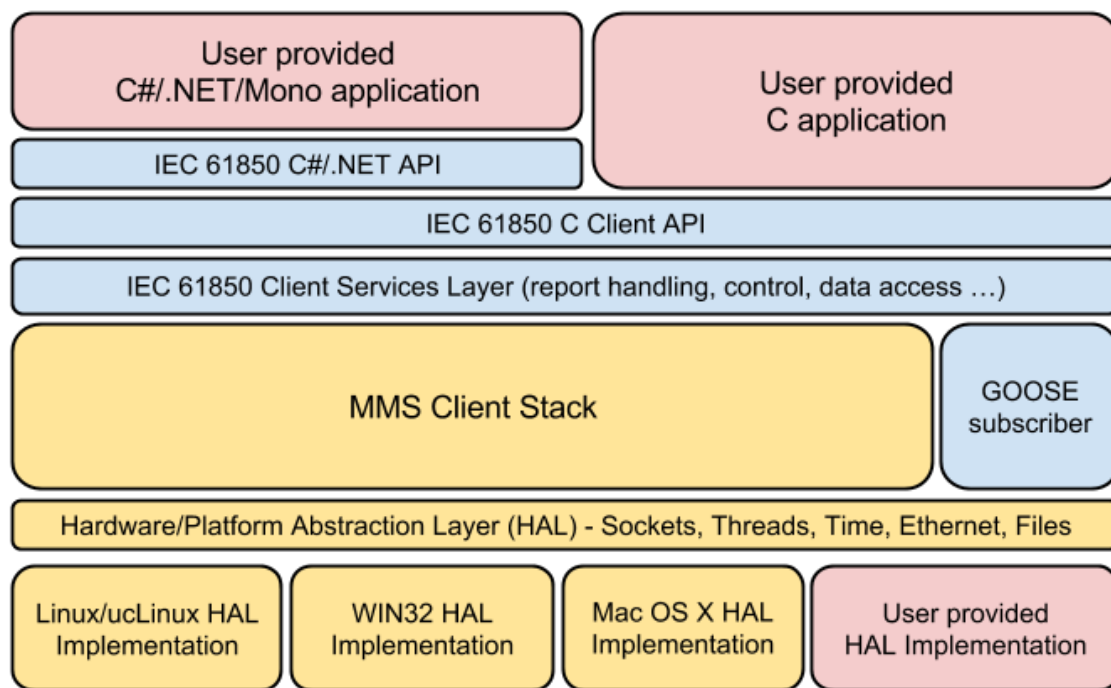 User provided
C#/.NET/Mono application
User provided
C application
IEC 61850 C#/.NET API
IEC 61850 C Client API
IEC 61850 Client Services Layer (report handling, control, data access …)
MMS Client Stack
GOOSE
subscriber
Hardware/Platform Abstraction Layer (HAL) - Sockets, Threads, Time, Ethernet, Files
Linux/ucLinux HAL
Implementation
WIN32 HAL
Implementation
Mac OS X HAL
Implementation
User provided
HAL Implementation